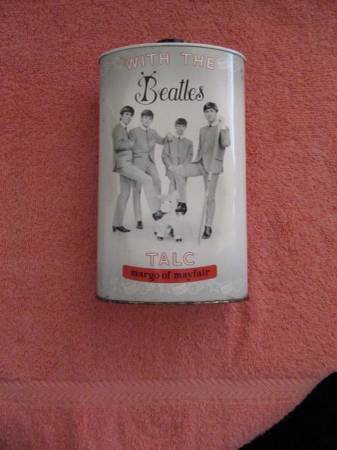 WITH THE
Beatles
TALC
margo of mayfair